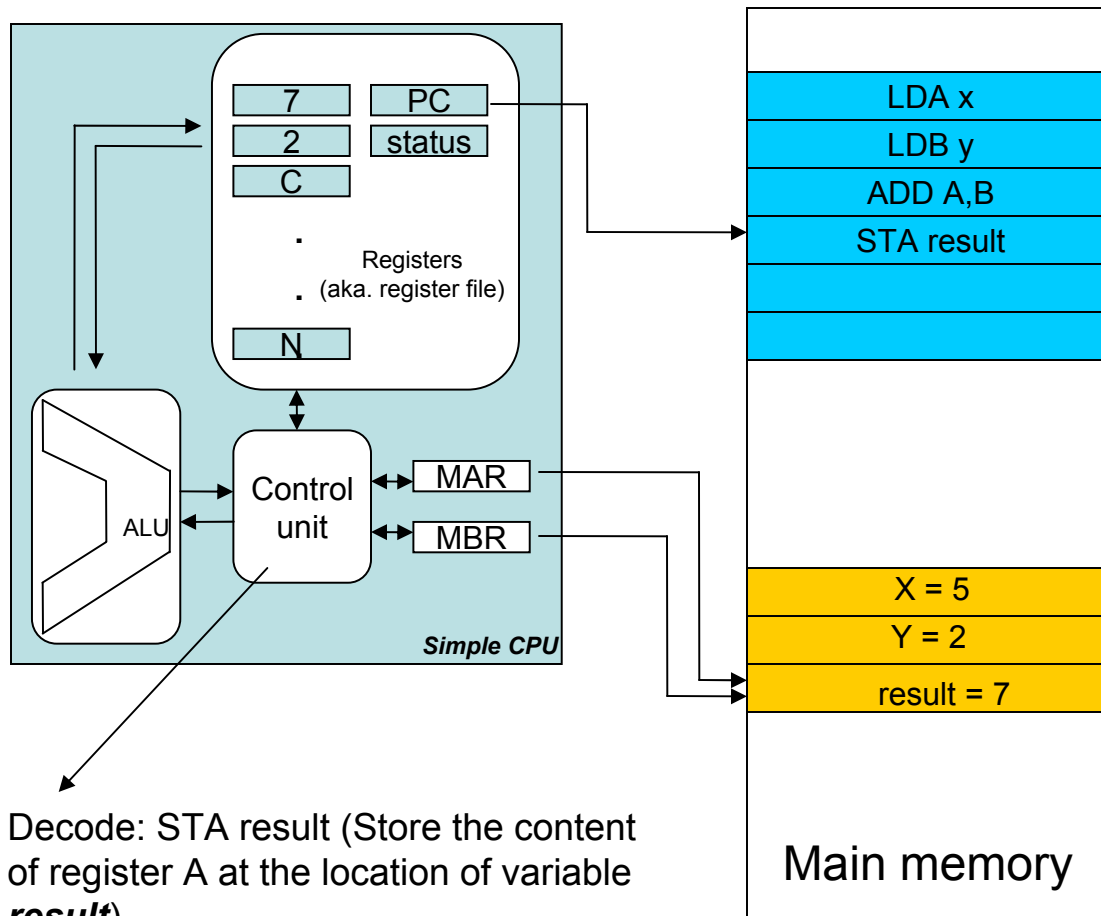 7
PC
2
status
C
.
Registers
(aka. register file)
.
N
ALU
Control
unit
MAR
MBR
Simple CPU
Decode: STA result (Store the content
of register A at the location of variable
result)
LDA x
LDB y
ADD A,B
STA result
X = 5
Y = 2
result = 7
Main memory